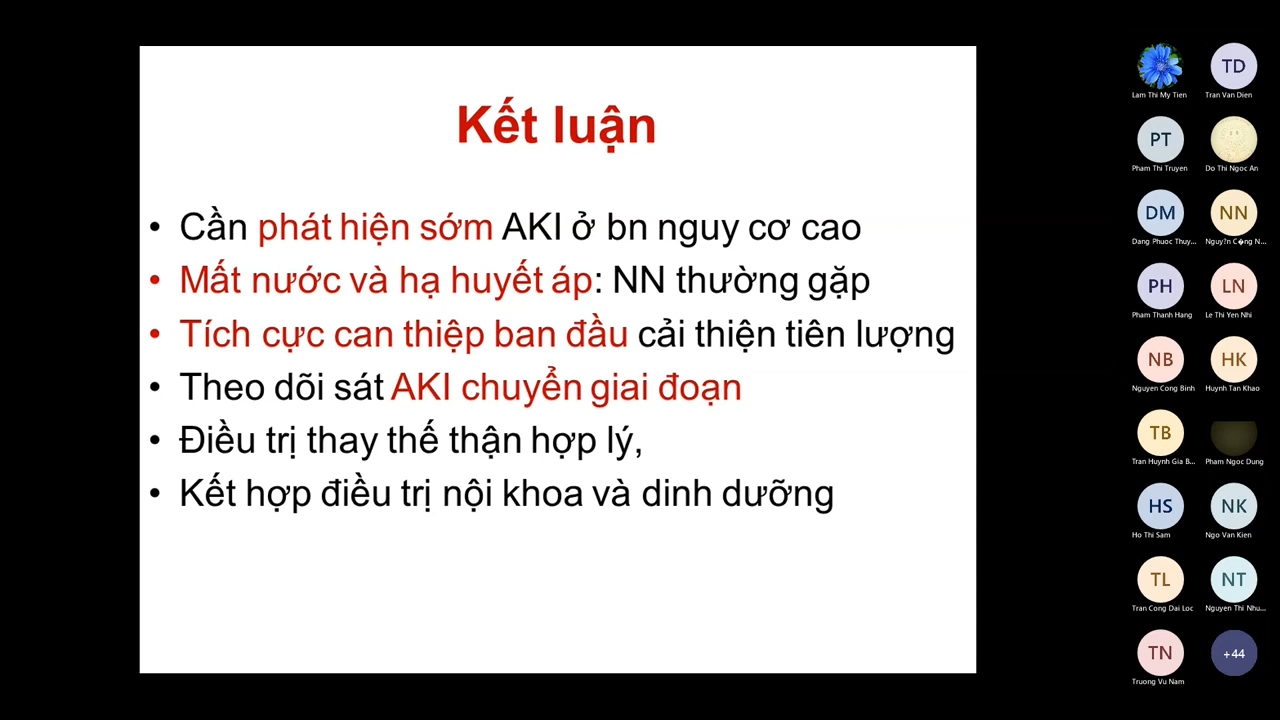 Kết luận
• Cần phát hiện sớm AKI ở bn nguy cơ cao
• Mất nước và hạ huyết áp: NN thường gặp
• Tích cực can thiệp ban đầu cải thiện tiên lượng
• Theo dõi sát AKI chuyển giai đoạn
• Điều trị thay thế thận hợp lý,
• Kết hợp điều trị nội khoa và dinh dưỡng
Lam Thi My Tien
TD
Tran Van Dien
PT
Pham Thi Truyen
Do Thi Ngoc An
DM
Dang Phuoc Thuy...
NN
Nguy?n C�ng N...
PH
Pham Thanh Hang
LN
Le Thi Yen Nhi
NB
Nguyen Cong Binh
HK
Huynh Tan Khao
TB
Tran Huynh Gia B...
Pham Ngoc Dung
HS
Ho Thi Sam
NK
Ngo Van Kien
TL
Tran Cong Dai Loc
NT
Nguyen Thi Nhu...
TN
Truong Vu Nam
+44